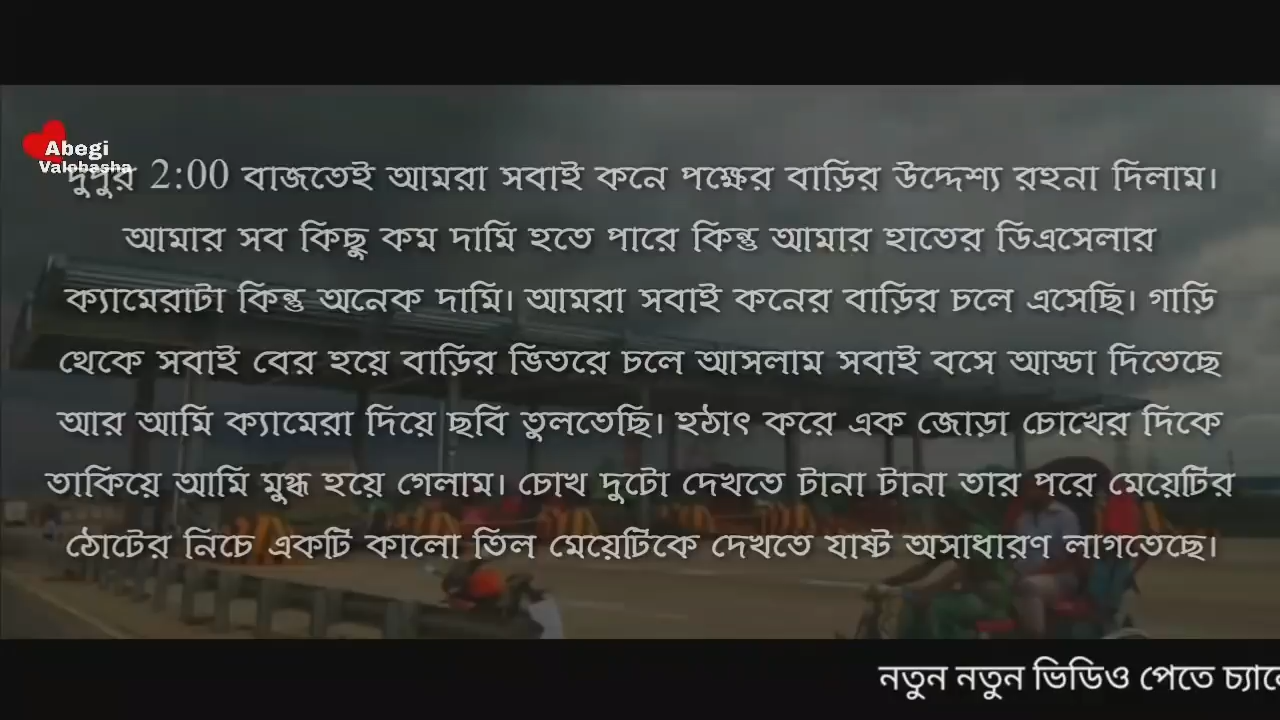 Abegi
Valobasha
দুপুর 2:00 বাজতেই আমরা সবাই কনে পক্ষের বাড়ির উদ্দেশ্য রহনা দিলাম।
আমার সব কিছু কম দামি হতে পারে কিন্তু আমার হাতের ডিএসেলার
ক্যামেরাটা কিন্তু অনেক দামি। আমরা সবাই কনের বাড়ির চলে এসেছি। গাড়ি
থেকে সবাই বের হয়ে বাড়ির ভিতরে চলে আসলাম সবাই বসে আড্ডা দিতেছে
আর আমি ক্যামেরা দিয়ে ছবি তুলতেছি। হঠাৎ করে এক জোড়া চোখের দিকে
তাকিয়ে আমি মুগ্ধ হয়ে গেলাম। চোখ দুটো দেখতে টানা টানা তার পরে মেয়েটির
ঠোটের নিচে একটি কালো তিল মেয়েটিকে দেখতে যাষ্ট অসাধারণ লাগতেছে।
নতুন নতুন ভিডিও পেতে